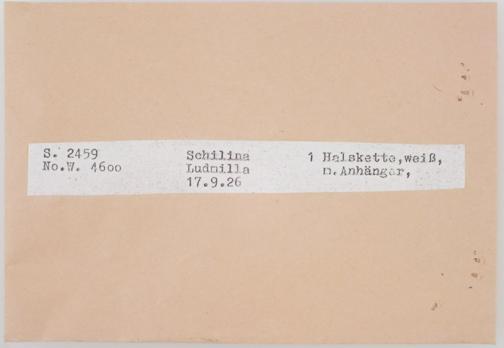 S. 2459 Schilina 1 Halskette,weiß,
No.W. 4600 Ludmilla m.Anhänger,
17.9.26